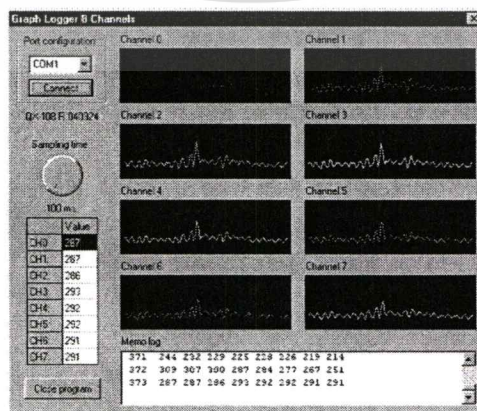 Graph Logger 8 Channels
Port configuration
COM1
Connect
QX-108 R 040324
Sampling time
100 ms
Value
CH0 287
CH1 287
CH2 286
CH3 293
CH4 292
CH5 292
CH6 291
CH7 291
Close program
Channel 0
Channel 1
Channel 2
Channel 3
Channel 4
Channel 5
Channel 6
Channel 7
Memo log
371 244 232 229 225 228 226 219 214
372 309 307 300 287 284 277 267 251
373 287 287 286 293 292 292 291 291